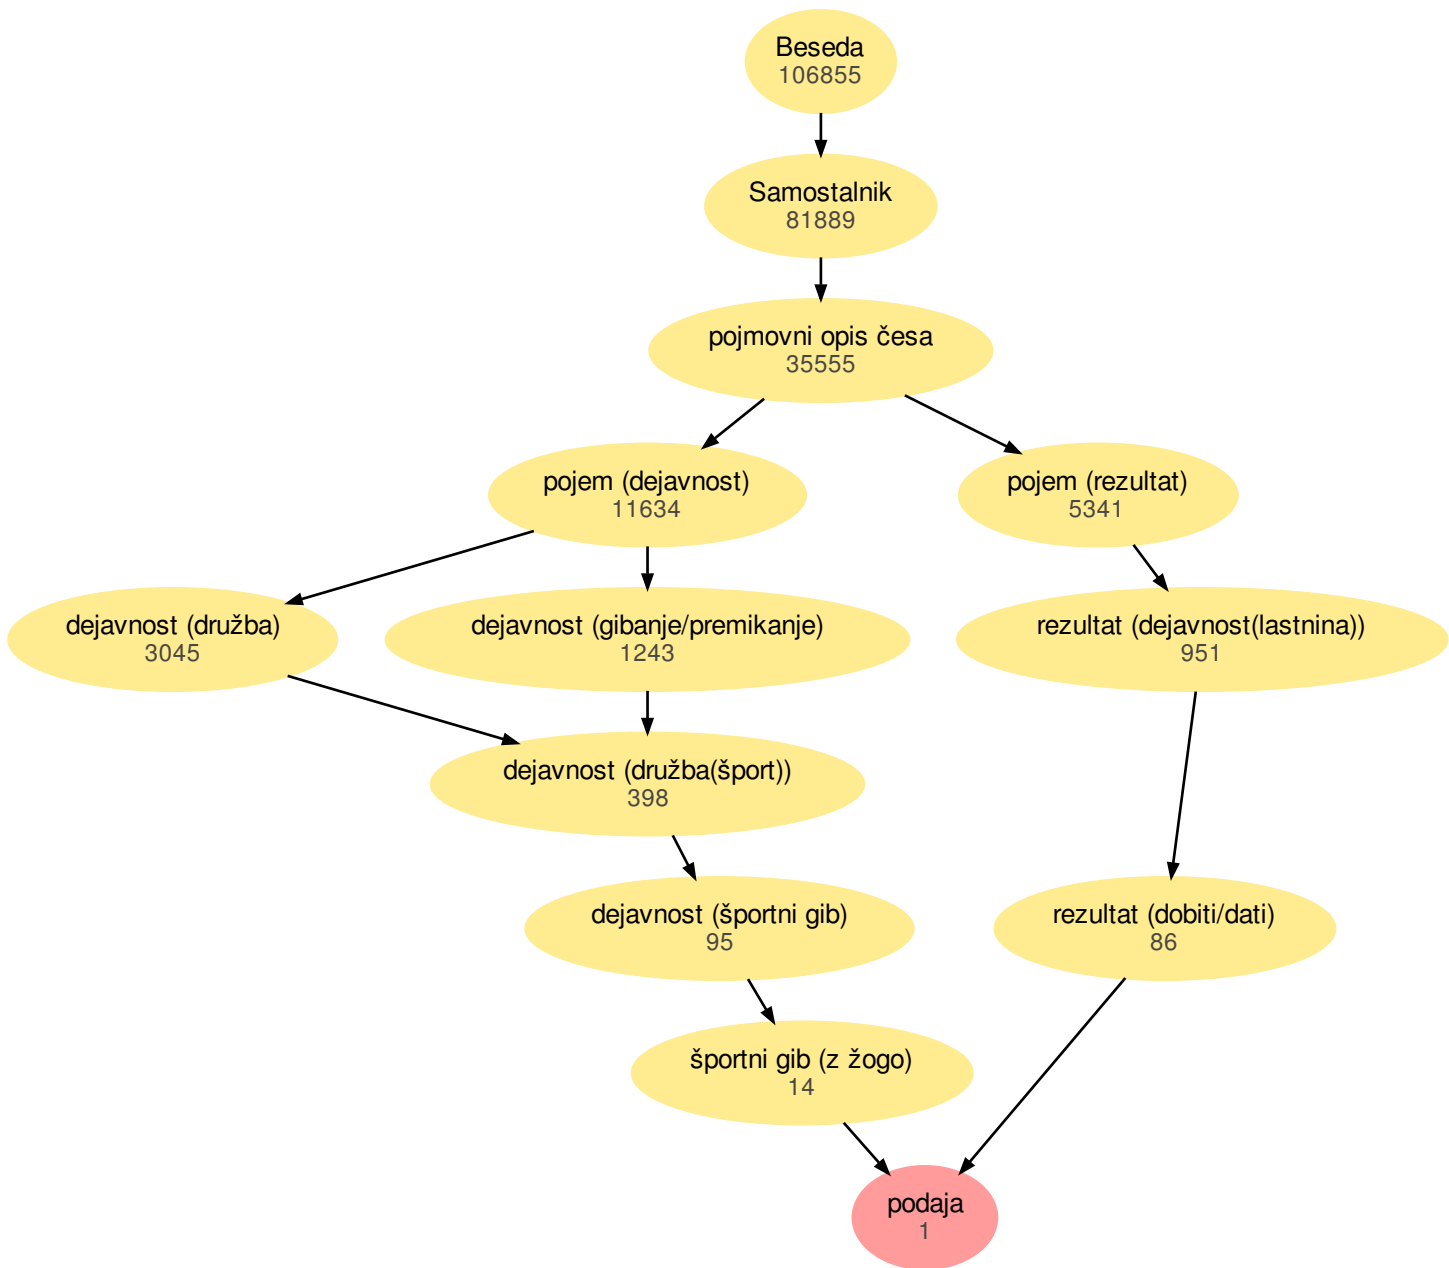 Beseda
106855
Samostalnik
81889
pojmovni opis česa
35555
pojem (dejavnost)
11634
pojem (rezultat)
5341
dejavnost (družba)
3045
dejavnost (gibanje/premikanje)
1243
rezultat (dejavnost(lastnina))
951
dejavnost (družba(šport))
398
dejavnost (športni gib)
95
rezultat (dobiti/dati)
86
športni gib (z žogo)
14
podaja
1